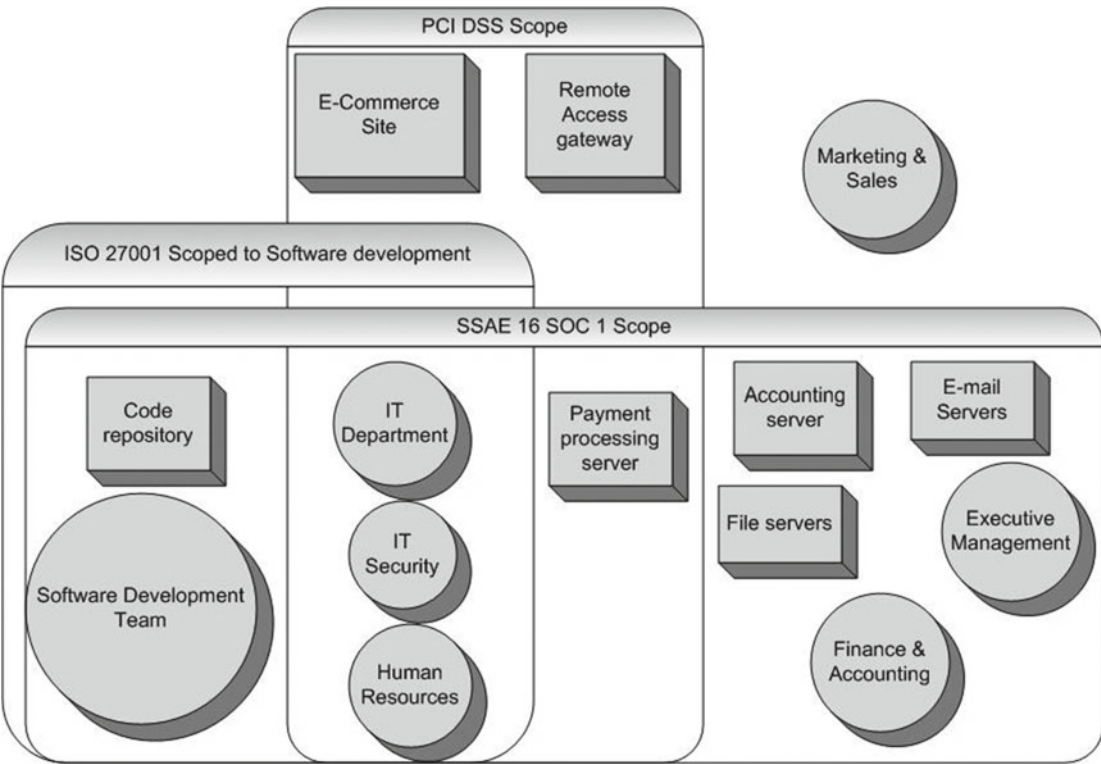 PCI DSS Scope
E-Commerce
Site
Remote
Access
gateway
Marketing &
Sales
ISO 27001 Scoped to Software development
SSAE 16 SOC 1 Scope
Code
repository
IT
Department
Payment
processing
server
Accounting
server
E-mail
Servers
File servers
Executive
Management
IT
Security
Software Development
Team
Human
Resources
Finance &
Accounting